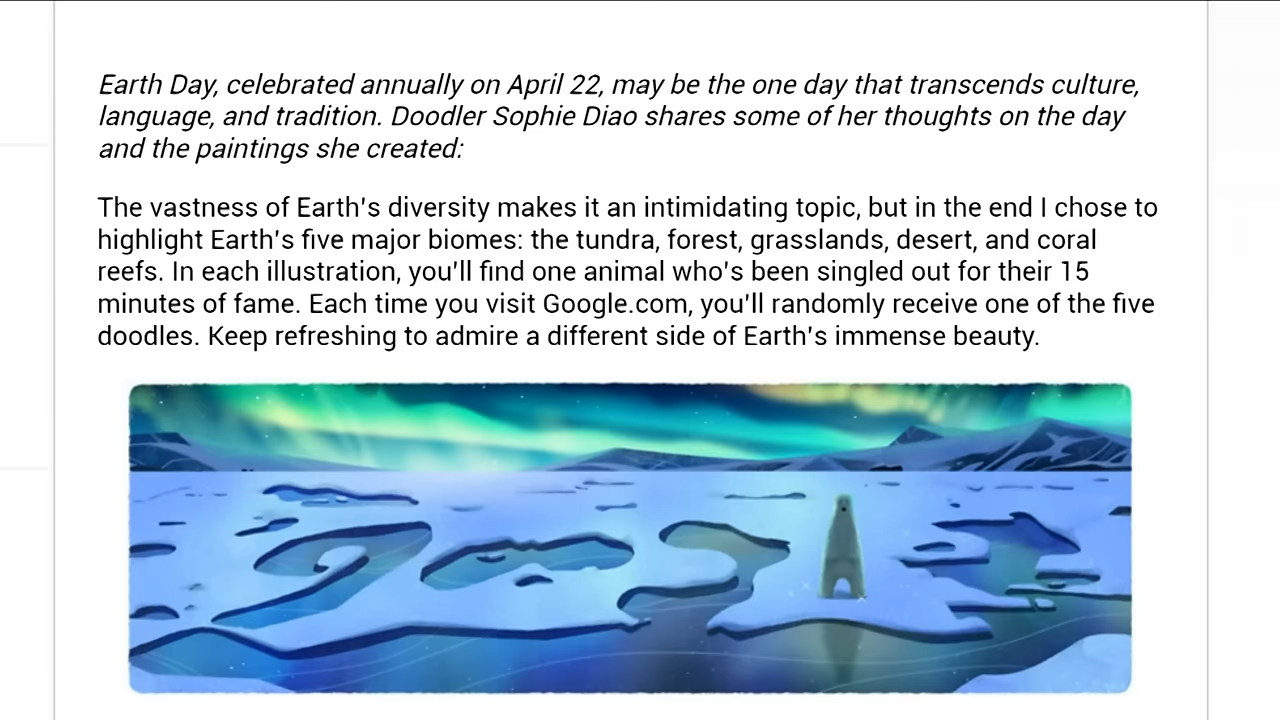 Earth Day, celebrated annually on April 22, may be the one day that transcends culture,
language, and tradition. Doodler Sophie Diao shares some of her thoughts on the day
and the paintings she created:
The vastness of Earth's diversity makes it an intimidating topic, but in the end I chose to
highlight Earth's five major biomes: the tundra, forest, grasslands, desert, and coral
reefs. In each illustration, you'll find one animal who's been singled out for their 15
minutes of fame. Each time you visit Google.com, you'll randomly receive one of the five
doodles. Keep refreshing to admire a different side of Earth's immense beauty.